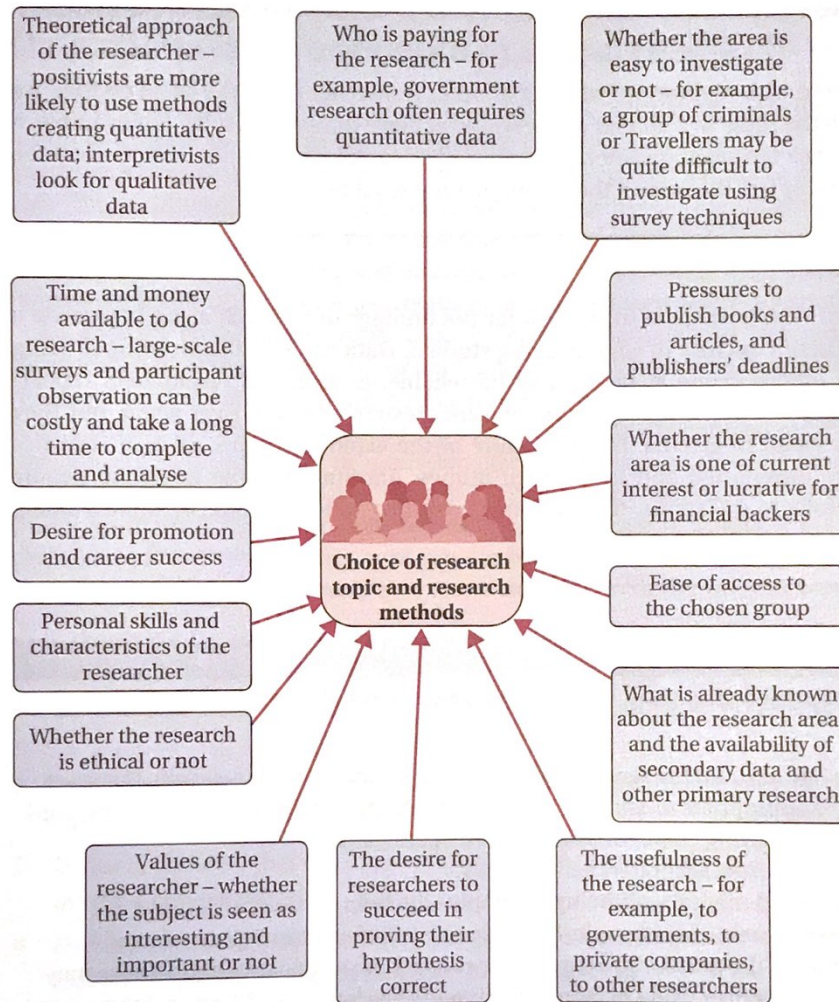 Theoretical approach
of the researcher –
positivists are more
likely to use methods
creating quantitative
data; interpretivists
look for qualitative
data
Who is paying for
the research – for
example, government
research often requires
quantitative data
Whether the area is
easy to investigate
or not – for example,
a group of criminals
or Travellers may be
quite difficult to
investigate using
survey techniques
Time and money
available to do
research – large-scale
surveys and participant
observation can be
costly and take a long
time to complete
and analyse
Pressures to
publish books and
articles, and
publishers' deadlines
Whether the research
area is one of current
interest or lucrative for
financial backers
Desire for promotion
and career success
Choice of research
topic and research
methods
Ease of access to
the chosen group
Personal skills and
characteristics of the
researcher
What is already known
about the research area
and the availability of
secondary data and
other primary research
Whether the research
is ethical or not
Values of the
researcher – whether
the subject is seen as
interesting and
important or not
The desire for
researchers to
succeed in
proving their
hypothesis
correct
The usefulness of
the research – for
example, to
governments, to
private companies,
to other researchers